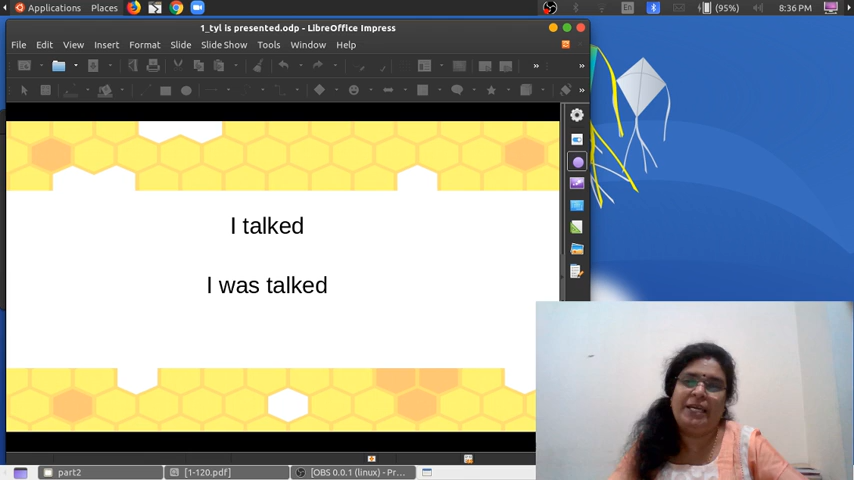 Applications Places En (95%) 8:36 PM
1_tyl is presented.odp - LibreOffice Impress
File Edit View Insert Format Slide Slide Show Tools Window Help
I talked
I was talked
part2 [1-120.pdf] [OBS 0.0.1 (linux) - Pr...